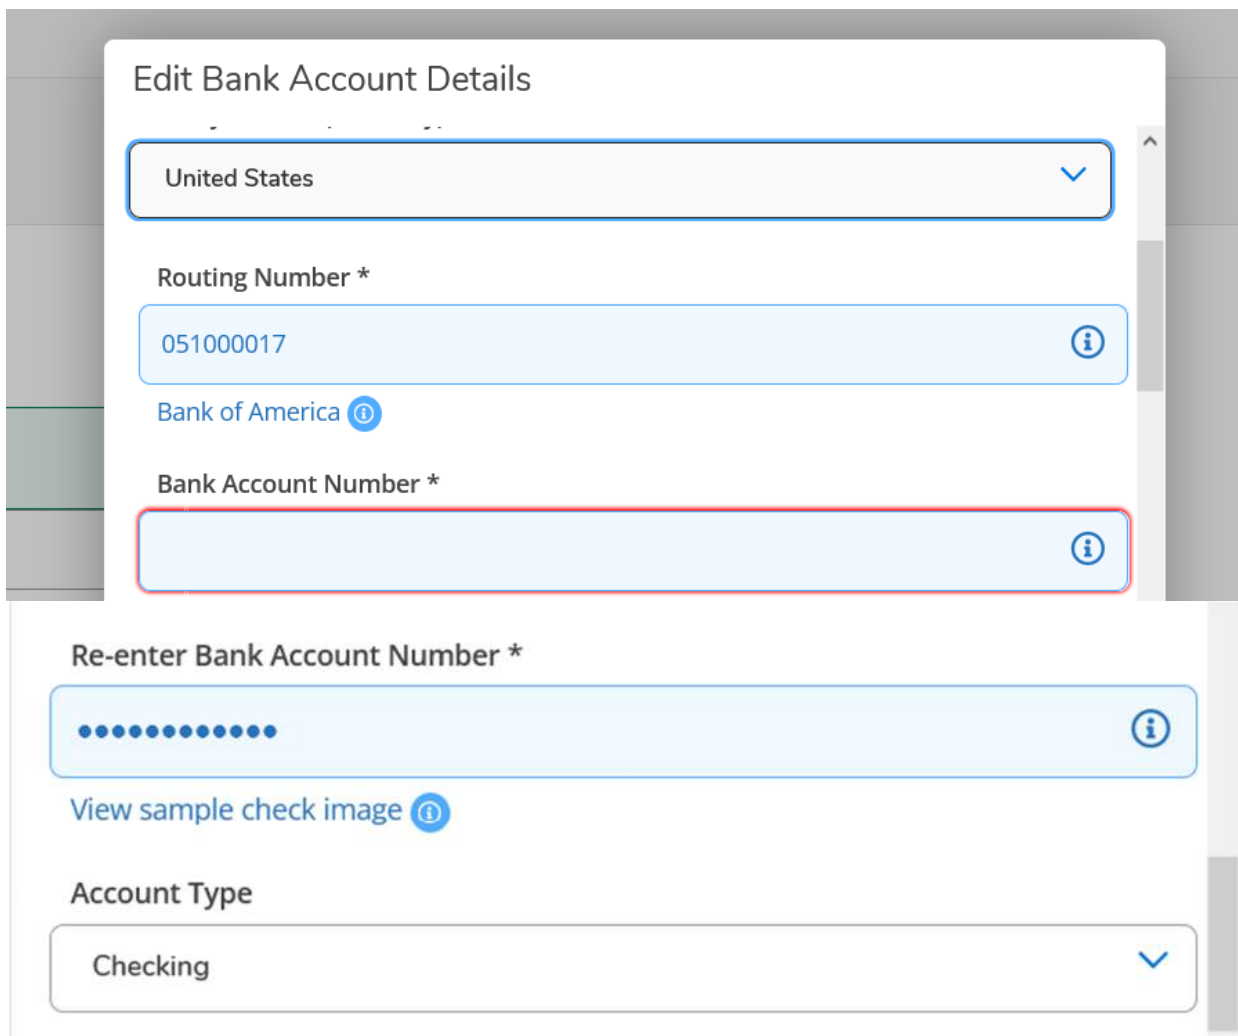 Edit Bank Account Details
United States
Routing Number *
051000017
Bank of America
Bank Account Number *
Re-enter Bank Account Number *
••••••••••••
View sample check image
Account Type
Checking